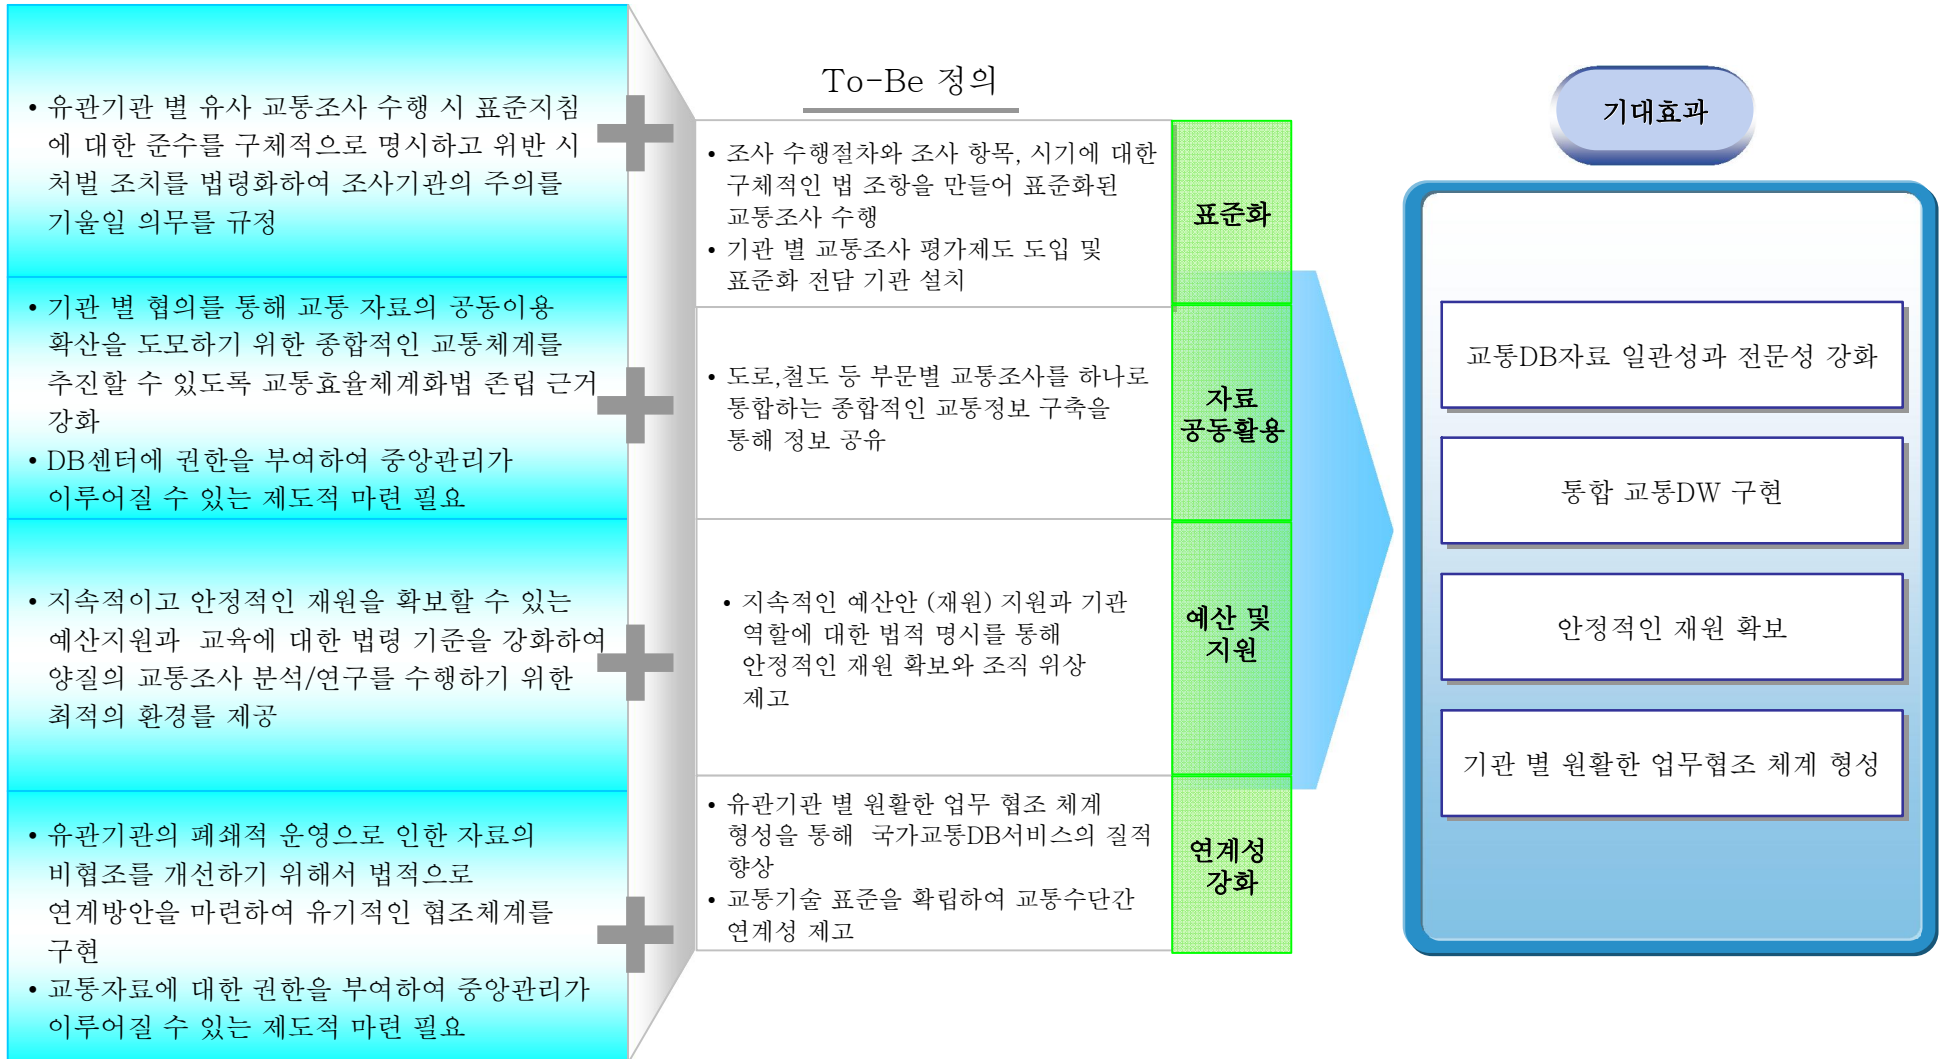 • 유관기관 별 유사 교통조사 수행 시 표준지침
에 대한 준수를 구체적으로 명시하고 위반 시
처벌 조치를 법령화하여 조사기관의 주의를
기울일 의무를 규정
• 기관 별 협의를 통해 교통 자료의 공동이용
확산을 도모하기 위한 종합적인 교통체계를
추진할 수 있도록 교통효율체계화법 존립 근거
강화
• DB센터에 권한을 부여하여 중앙관리가
이루어질 수 있는 제도적 마련 필요
• 지속적이고 안정적인 재원을 확보할 수 있는
예산지원과 교육에 대한 법령 기준을 강화하여
양질의 교통조사 분석/연구를 수행하기 위한
최적의 환경를 제공
• 유관기관의 폐쇄적 운영으로 인한 자료의
비협조를 개선하기 위해서 법적으로
연계방안을 마련하여 유기적인 협조체계를
구현
• 교통자료에 대한 권한을 부여하여 중앙관리가
이루어질 수 있는 제도적 마련 필요
To-Be 정의
• 조사 수행절차와 조사 항목, 시기에 대한
구체적인 법 조항을 만들어 표준화된
교통조사 수행
• 기관 별 교통조사 평가제도 도입 및
표준화 전담 기관 설치
표준화
• 도로,철도 등 부문별 교통조사를 하나로
통합하는 종합적인 교통정보 구축을
통해 정보 공유
자료
공동활용
• 지속적인 예산안 (재원) 지원과 기관
역할에 대한 법적 명시를 통해
안정적인 재원 확보와 조직 위상
제고
예산 및
지원
• 유관기관 별 원활한 업무 협조 체계
형성을 통해 국가교통DB서비스의 질적
향상
• 교통기술 표준을 확립하여 교통수단간
연계성 제고
연계성
강화
기대효과
교통DB자료 일관성과 전문성 강화
통합 교통DW 구현
안정적인 재원 확보
기관 별 원활한 업무협조 체계 형성